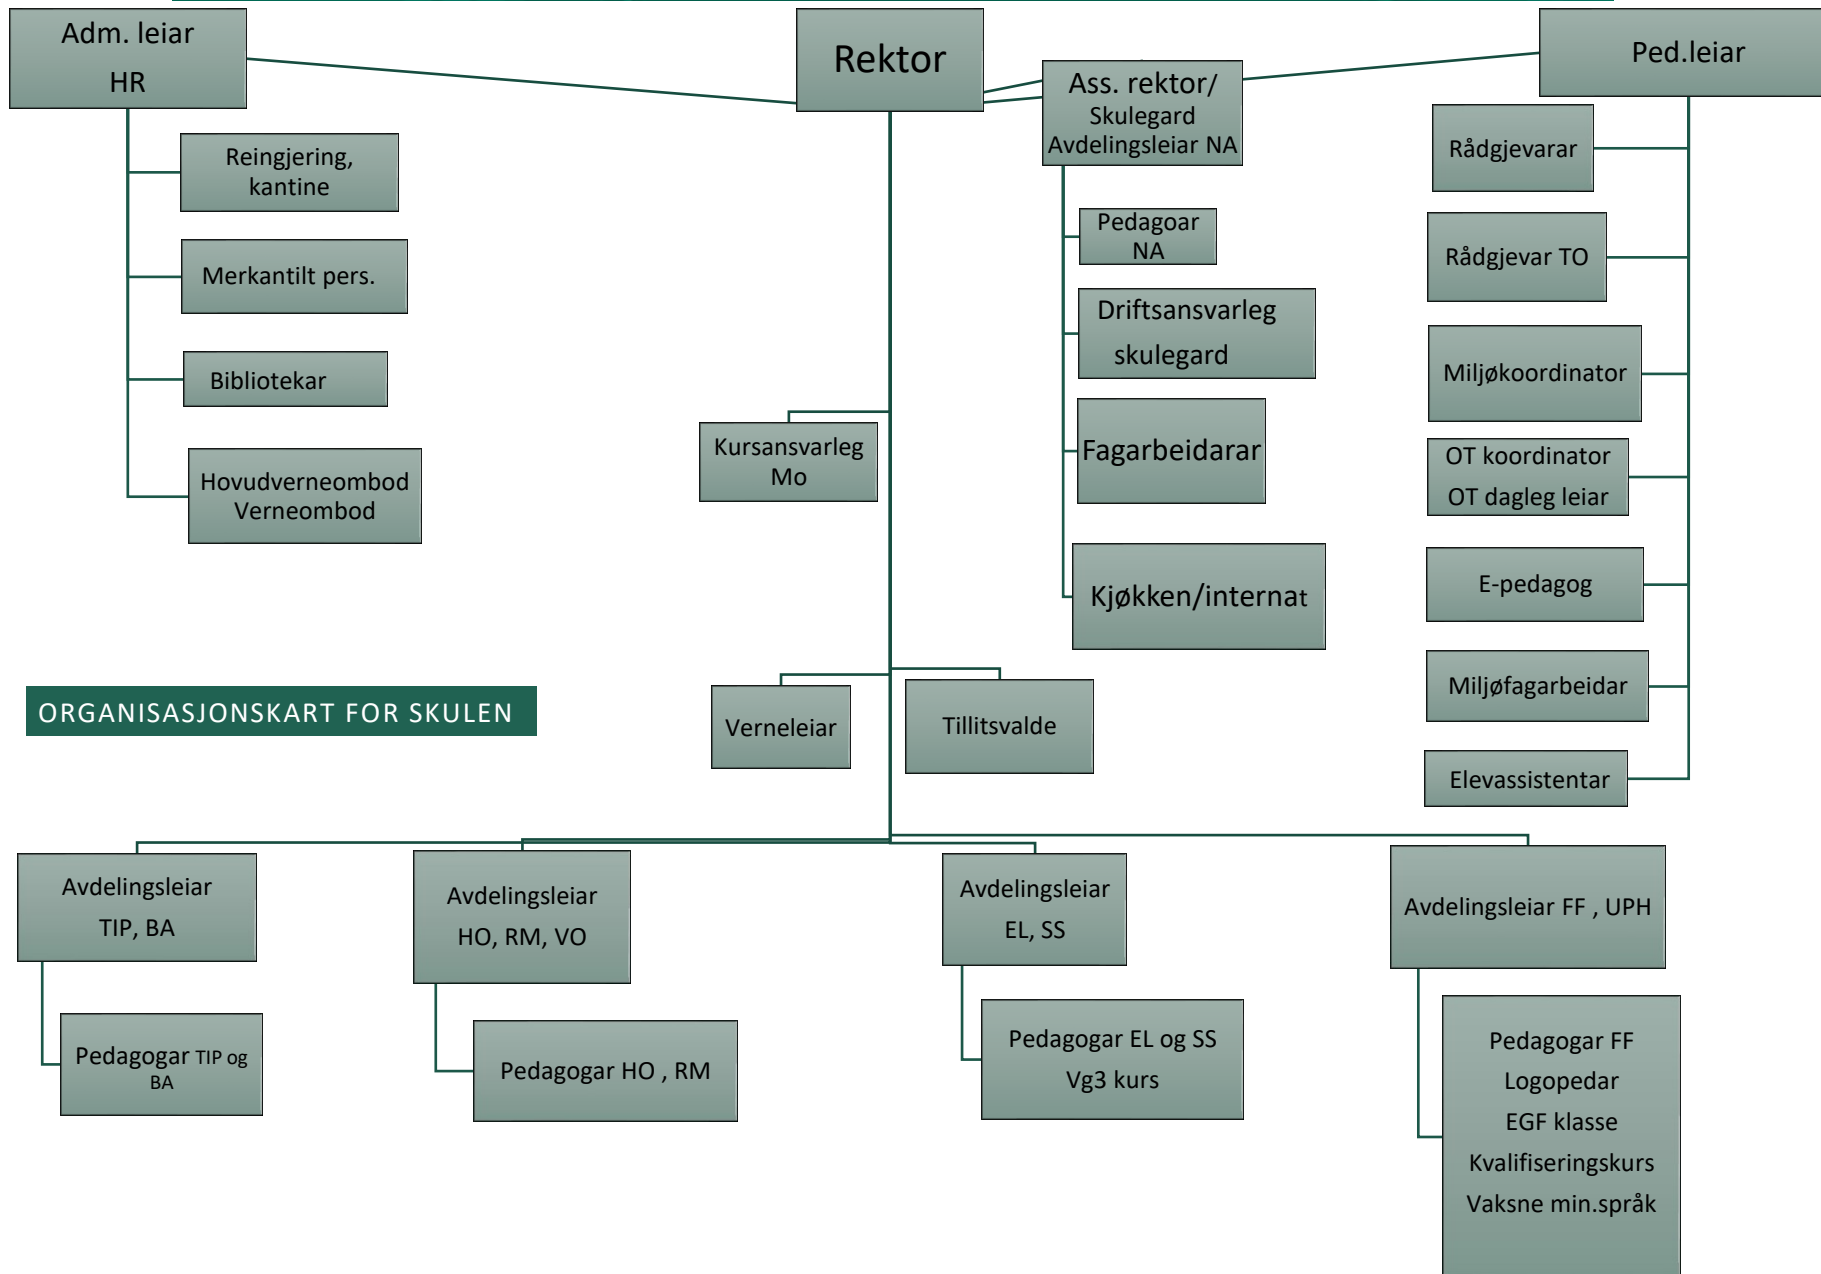 Adm. leiar
HR
Rektor
Ass. rektor/
Skulegard
Avdelingsleiar NA
Ped.leiar
Reingjering,
kantine
Merkantilt pers.
Bibliotekar
Hovudverneombod
Verneombod
Kursansvarleg
Mo
Pedagoar
NA
Driftsansvarleg
skulegard
Fagarbeidarar
Kjøkken/internat
Rådgjevarar
Rådgjevar TO
Miljøkoordinator
OT koordinator
OT dagleg leiar
E-pedagog
Miljøfagarbeidar
Elevassistentar
ORGANISASJONSKART FOR SKULEN
Verneleiar
Tillitsvalde
Avdelingsleiar
TIP, BA
Pedagogar TIP og
BA
Avdelingsleiar
HO, RM, VO
Pedagogar HO , RM
Avdelingsleiar
EL, SS
Pedagogar EL og SS
Vg3 kurs
Avdelingsleiar FF , UPH
Pedagogar FF
Logopedar
EGF klasse
Kvalifiseringskurs
Vaksne min.språk